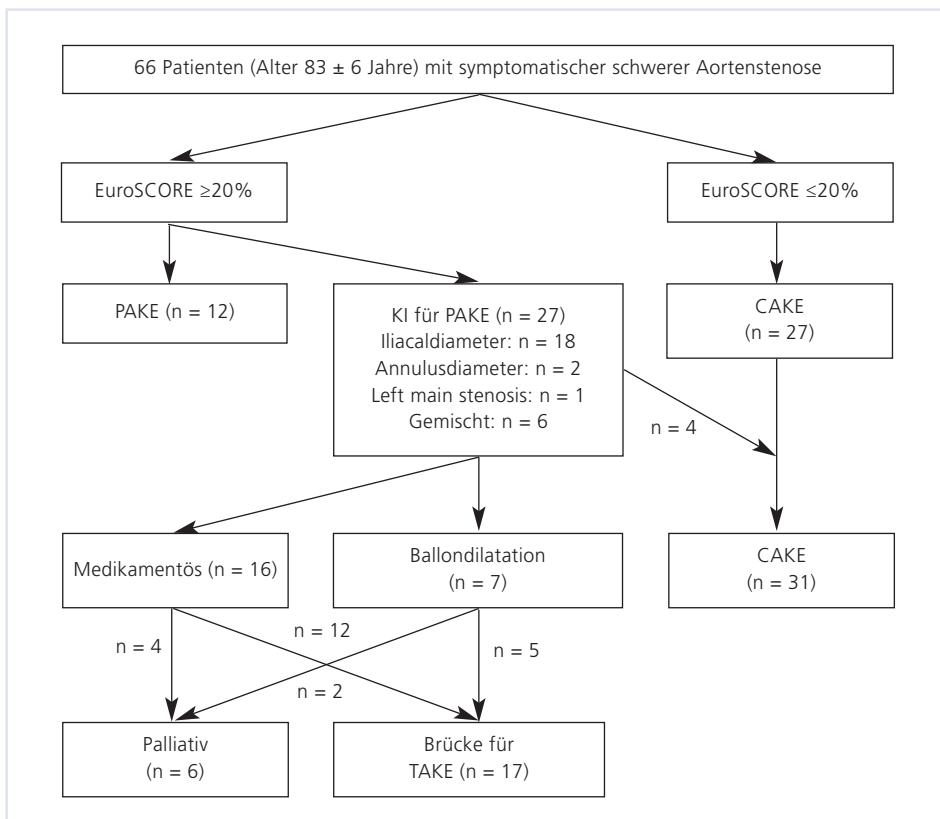 66 Patienten (Alter 83 ± 6 Jahre) mit symptomatischer schwerer Aortenstenose
EuroSCORE ≥20%
EuroSCORE ≤20%
PAKE (n = 12)
KI für PAKE (n = 27)
Iliacaldiameter: n = 18
Annulusdiameter: n = 2
Left main stenosis: n = 1
Gemischt: n = 6
CAKE
(n = 27)
n = 4
Medikamentös (n = 16)
Ballondilatation
(n = 7)
CAKE
(n = 31)
n = 4
n = 12
n = 2
n = 5
Palliativ
(n = 6)
Brücke für
TAKE (n = 17)